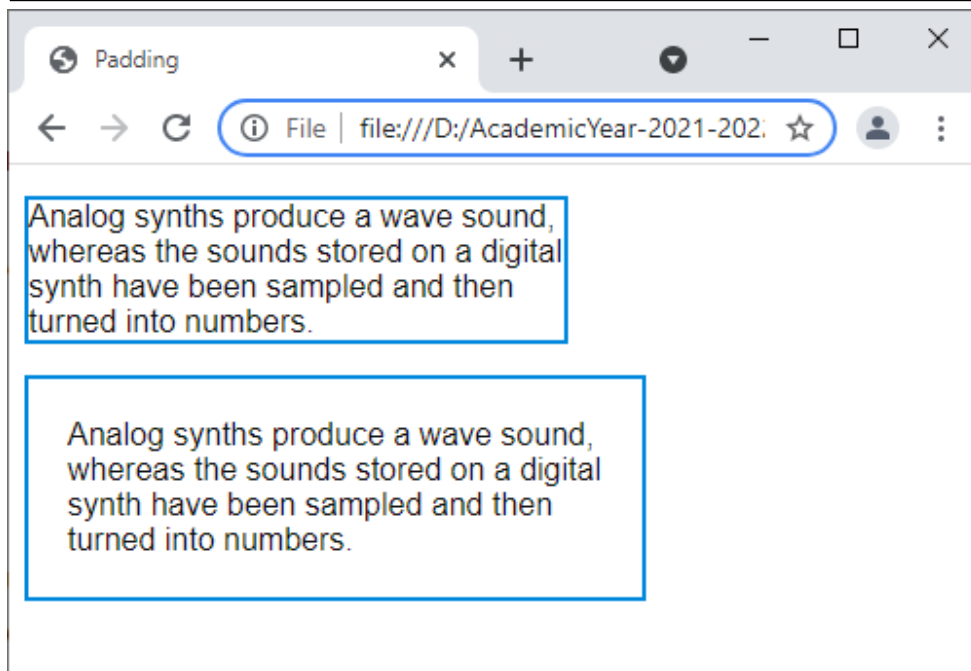 Padding
File
file:///D:/AcademicYear-2021-202
Analog synths produce a wave sound,
whereas the sounds stored on a digital
synth have been sampled and then
turned into numbers.
Analog synths produce a wave sound,
whereas the sounds stored on a digital
synth have been sampled and then
turned into numbers.